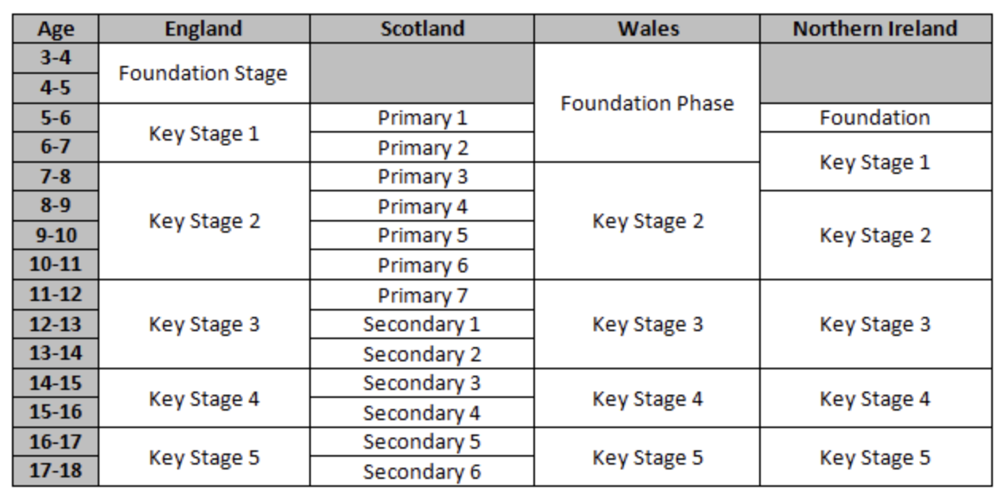 Age England Scotland Wales Northern Ireland
3-4
Foundation Stage
4-5
Foundation Phase
5-6 Primary 1 Foundation
Key Stage 1
6-7 Primary 2
Key Stage 1
7-8 Primary 3
8-9 Primary 4
Key Stage 2 Key Stage 2
9-10 Primary 5 Key Stage 2
10-11 Primary 6
11-12 Primary 7
12-13 Key Stage 3 Secondary 1 Key Stage 3 Key Stage 3
13-14 Secondary 2
14-15 Secondary 3
Key Stage 4 Key Stage 4 Key Stage 4
15-16 Secondary 4
16-17 Secondary 5
Key Stage 5 Key Stage 5 Key Stage 5
17-18 Secondary 6